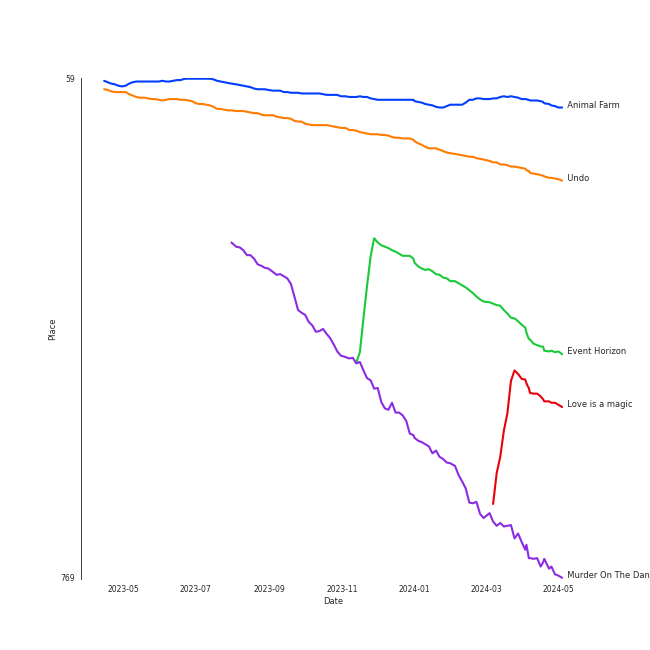 59
Animal Farm
Undo
Place
Event Horizon
Love is a magic
Murder On The Dan
769
2023-05 2023-07 2023-09 2023-11 2024-01 2024-03 2024-05
Date